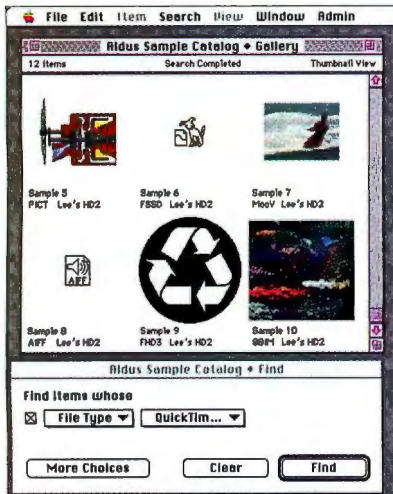 File Edit Item Search View Window Admin
Aldus Sample Catalog ♦ Gallery
12 Items Search Completed Thumbnail View
Sample 5
PICT Lee's HD2
Sample 6
FSSD Lee's HD2
Sample 7
MooV Lee's HD2
AIFF
Sample 8
AIFF Lee's HD2
Sample 9
FHD3 Lee's HD2
Sample 10
8BIM Lee's HD2
Aldus Sample Catalog ♦ Find
Find items whose
File Type QuickTim...
More Choices Clear Find